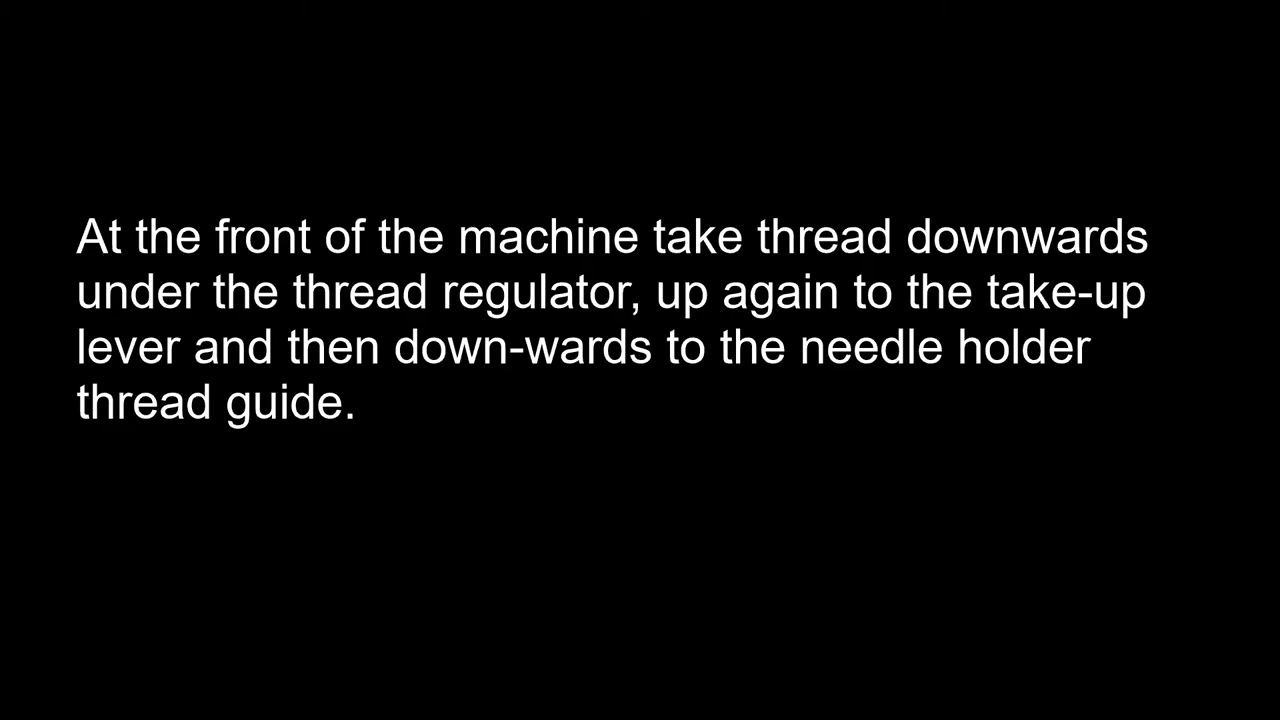 At the front of the machine take thread downwards
under the thread regulator, up again to the take-up
lever and then down-wards to the needle holder
thread guide.